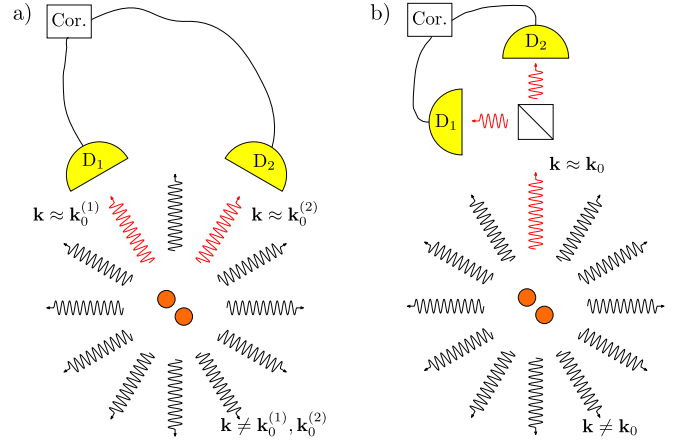 a)
Cor.
D₁
D₂
k ≈ k₀⁽¹⁾
k ≈ k₀⁽²⁾
k ≠ k₀⁽¹⁾, k₀⁽²⁾
b)
Cor.
D₂
D₁
k ≈ k₀
k ≠ k₀